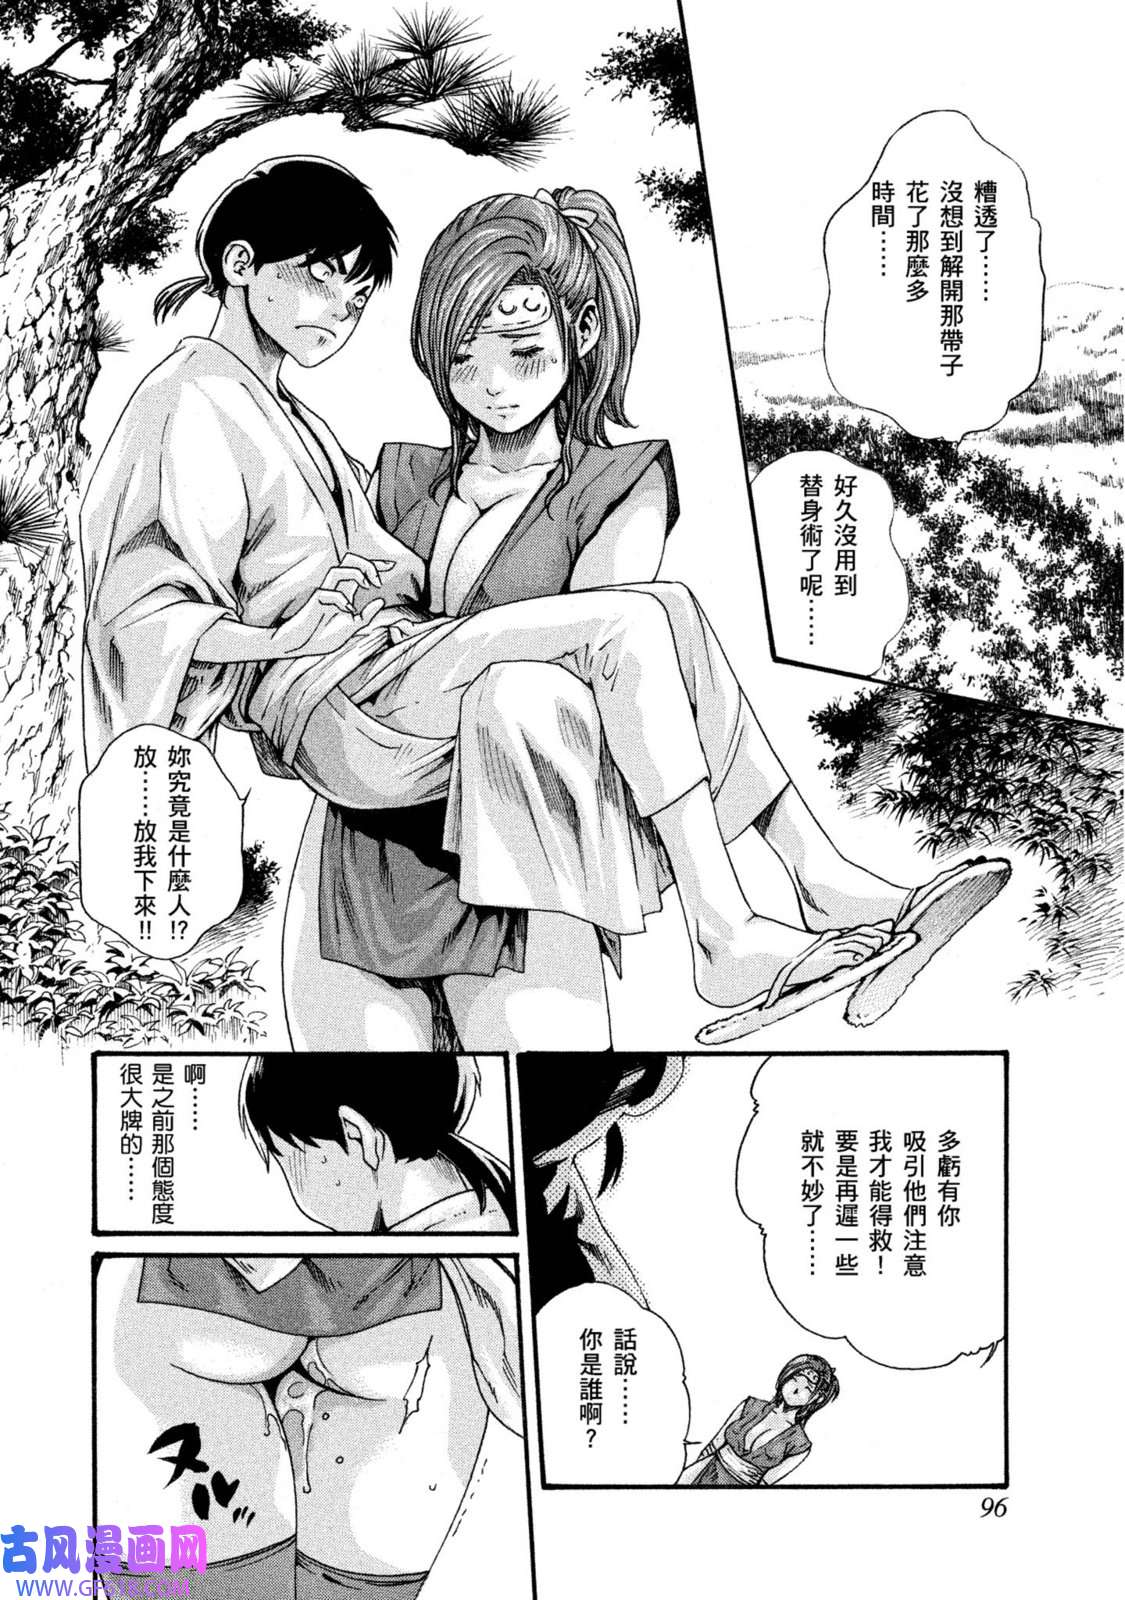 糟透了……
沒想到解開那帶子
花了那麼多
時間……
好久沒用到
替身術了呢……
妳究竟是什麼人!?
放……放我下來!!
多虧有你
吸引他們注意
我才能得救！
要是再遲一些
就不妙了……
話說……
你是誰啊？
啊……
是之前那個態度
很大牌的……
ヌルッ
96
古风漫画网
WWW.GF518.COM